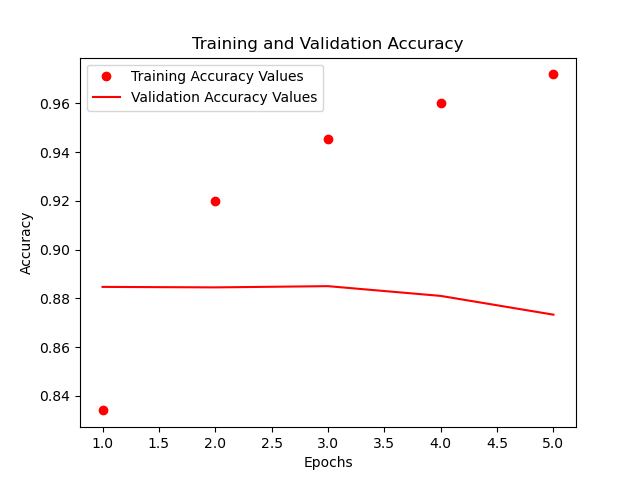 Training and Validation Accuracy
Training Accuracy Values
Validation Accuracy Values
0.96
0.94
0.92
0.90
0.88
0.86
0.84
Accuracy
1.0 1.5 2.0 2.5 3.0 3.5 4.0 4.5 5.0
Epochs